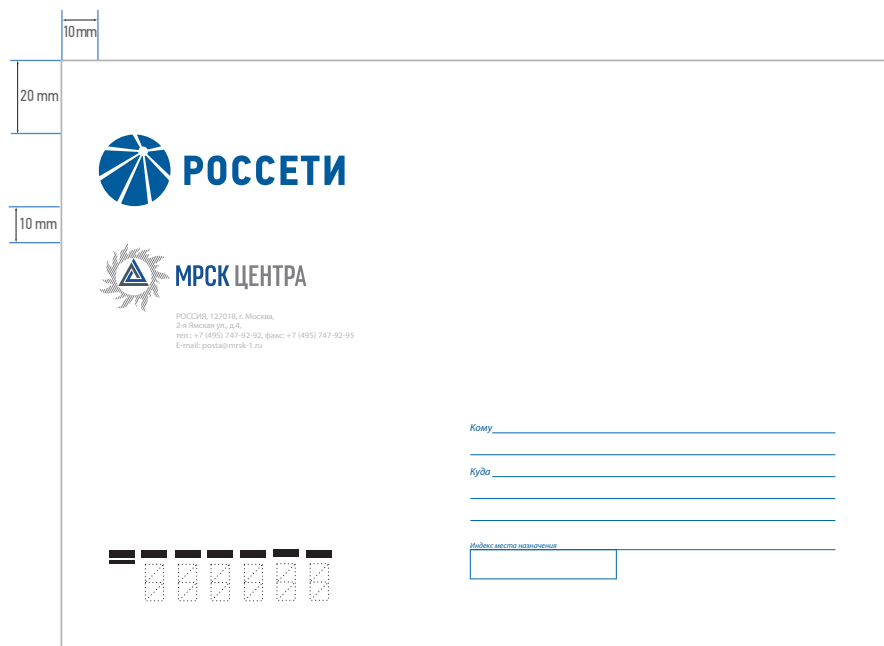 10 mm
20 mm
РОССЕТИ
10 mm
МРСК ЦЕНТРА
РОССИЯ, 127018, г. Москва,
2-я Ямская ул., д.4,
тел.: +7 (495) 747-92-92, факс: +7 (495) 747-92-95
E-mail: posta@mrsk-1.ru
Кому
Куда
Индекс места назначения